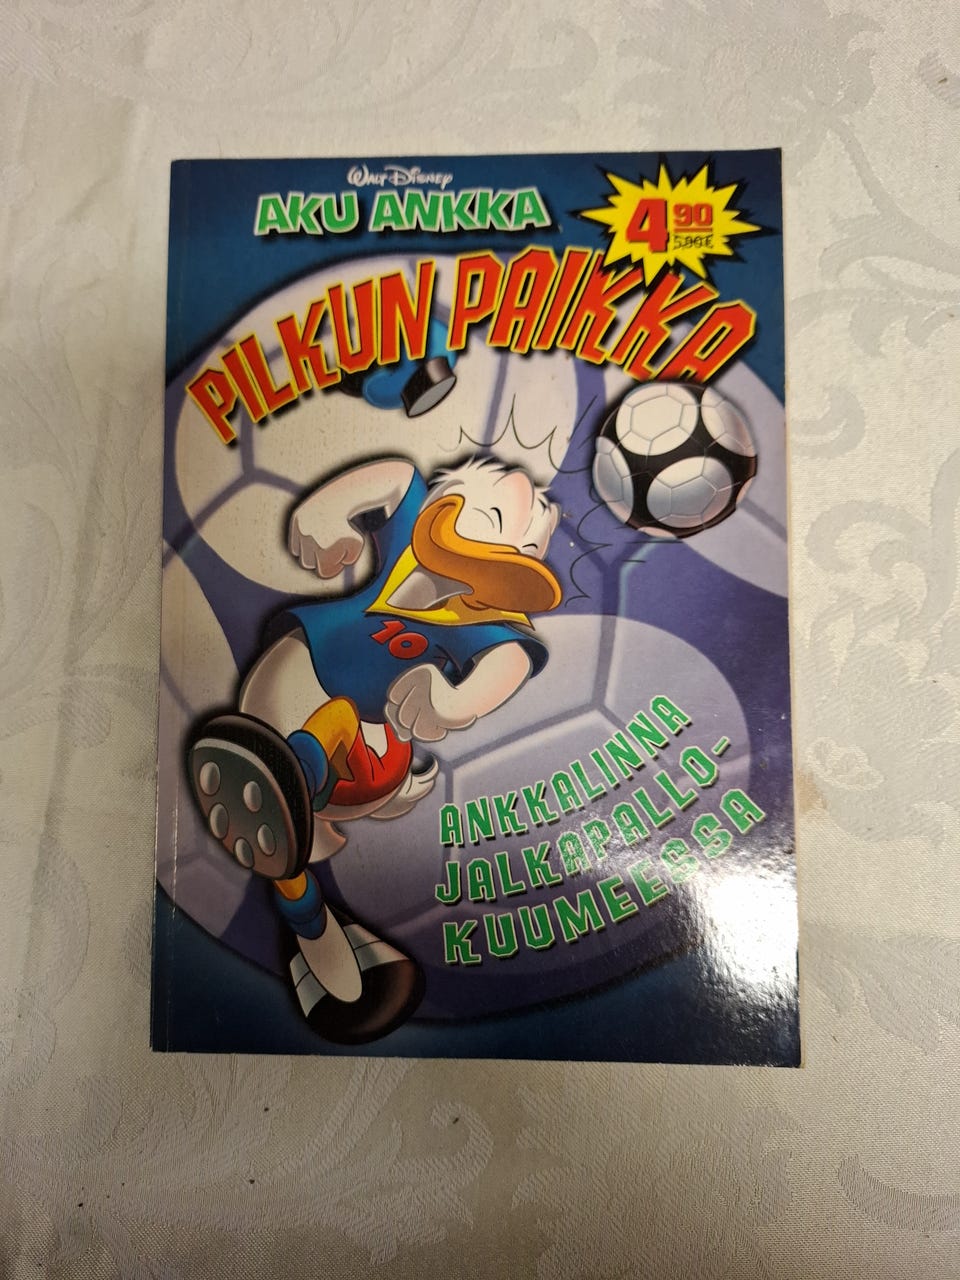 WALT DISNEY
AKU ANKKA
4 90
5,90 €
PILKUN PAIKKA
10
ANKKALINNA
JALKAPALLO-
KUUMEESSA